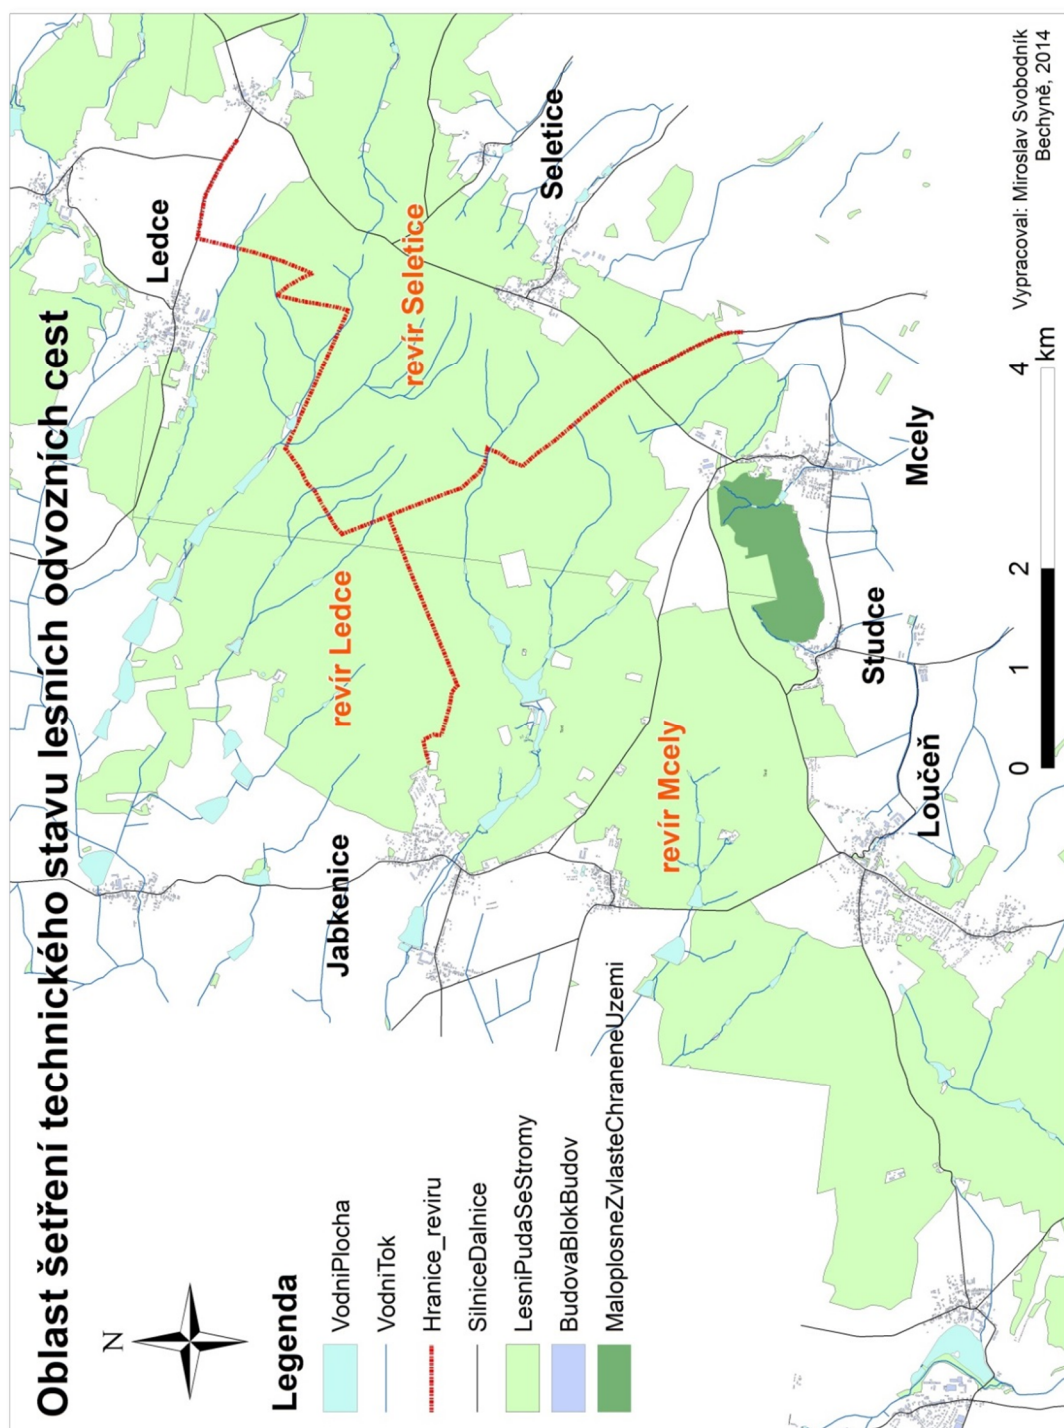 Oblast šetření technického stavu lesních odvozních cest
N
Legenda
VodniPlocha
VodniTok
Hranice_reviru
SilniceDalnice
LesniPudaSeStromy
BudovaBlokBudov
MaloplosneZvlasteChraneneUzemi
Ledce
Seletice
revír Seletice
revír Ledce
Jabkenice
revír Mcely
Mcely
Studce
Loučeň
0 1 2 4
km
Vypracoval: Miroslav Svobodník
Bechyně, 2014